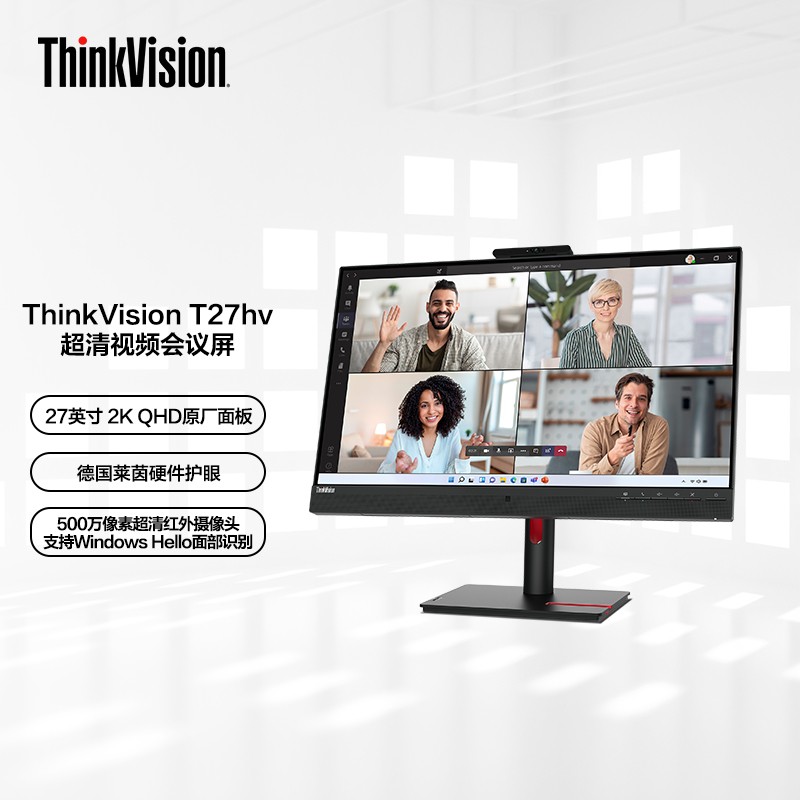 ThinkVision
ThinkVision T27hv
超清视频会议屏
27英寸 2K QHD原厂面板
德国莱茵硬件护眼
500万像素超清红外摄像头
支持Windows Hello面部识别
ThinkVision